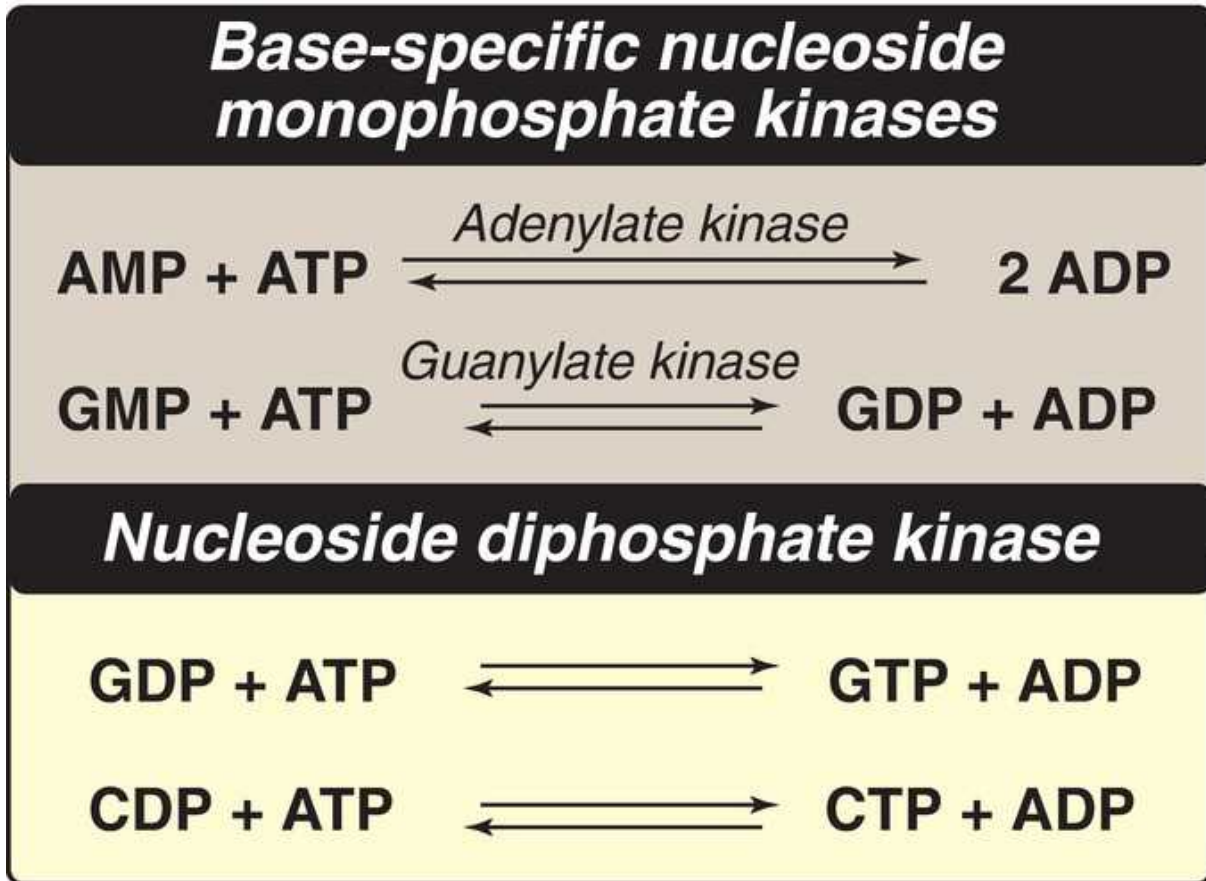 Base-specific nucleoside
monophosphate kinases
Adenylate kinase
AMP + ATP 2 ADP
Guanylate kinase
GMP + ATP GDP + ADP
Nucleoside diphosphate kinase
GDP + ATP GTP + ADP
CDP + ATP CTP + ADP